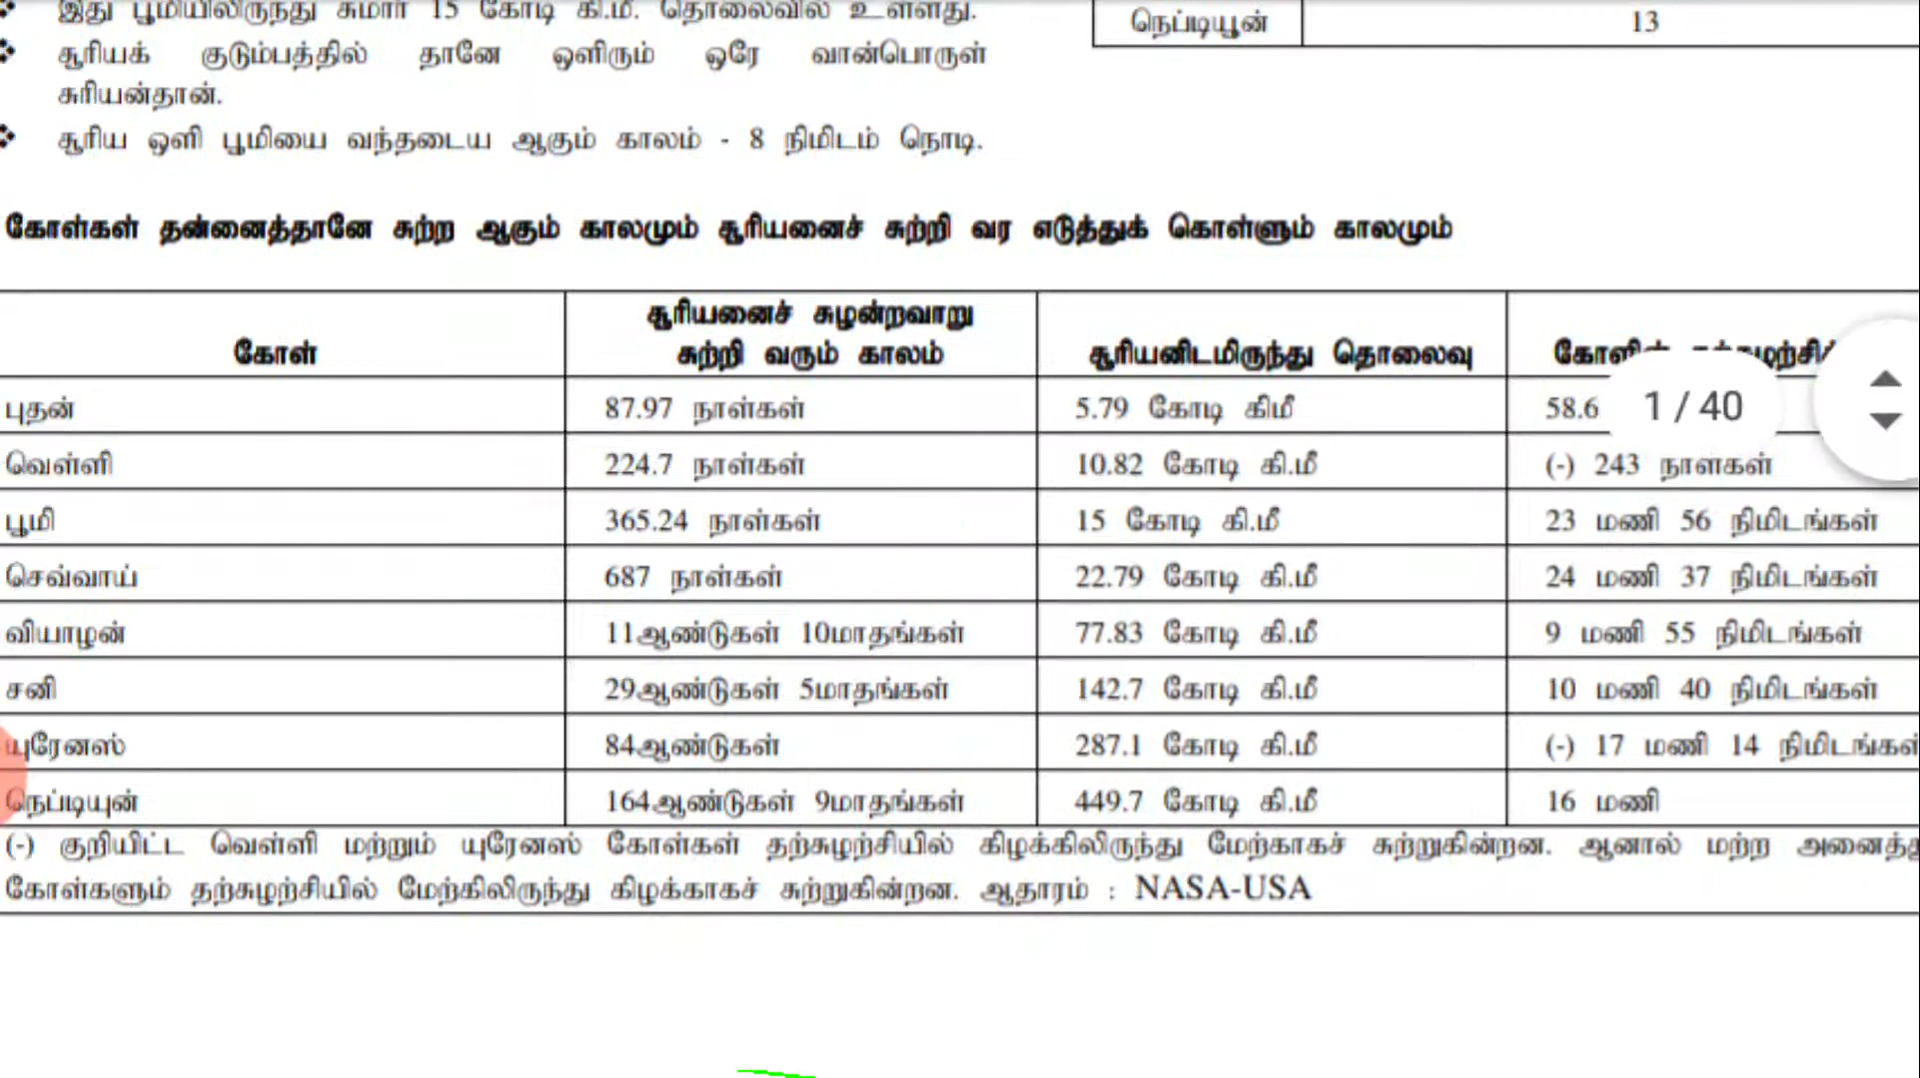 இது பூமியிலிருந்து சுமார் 15 கோடி கி.மீ. தொலைவில் உள்ளது.
சூரியக் குடும்பத்தில் தானே ஒளிரும் ஒரே வான்பொருள்
சுரியன்தான்.
சூரிய ஒளி பூமியை வந்தடைய ஆகும் காலம் - 8 நிமிடம் நொடி.
நெப்டியூன் 13
கோள்கள் தன்னைத்தானே சுற்ற ஆகும் காலமும் சூரியனைச் சுற்றி வர எடுத்துக் கொள்ளும் காலமும்
கோள் சூரியனைச் சுழன்றவாறு சுற்றி வரும் காலம் சூரியனிடமிருந்து தொலைவு
புதன் 87.97 நாள்கள் 5.79 கோடி கிமீ 58.6
1 / 40
வெள்ளி 224.7 நாள்கள் 10.82 கோடி கி.மீ (-) 243 நாளகள்
பூமி 365.24 நாள்கள் 15 கோடி கி.மீ 23 மணி 56 நிமிடங்கள்
செவ்வாய் 687 நாள்கள் 22.79 கோடி கி.மீ 24 மணி 37 நிமிடங்கள்
வியாழன் 11ஆண்டுகள் 10மாதங்கள் 77.83 கோடி கி.மீ 9 மணி 55 நிமிடங்கள்
சனி 29ஆண்டுகள் 5மாதங்கள் 142.7 கோடி கி.மீ 10 மணி 40 நிமிடங்கள்
யுரேனஸ் 84ஆண்டுகள் 287.1 கோடி கி.மீ (-) 17 மணி 14 நிமிடங்கள்
நெப்டியுன் 164ஆண்டுகள் 9மாதங்கள் 449.7 கோடி கி.மீ 16 மணி
(-) குறியிட்ட வெள்ளி மற்றும் யுரேனஸ் கோள்கள் தற்சுழற்சியில் கிழக்கிலிருந்து மேற்காகச் சுற்றுகின்றன. ஆனால் மற்ற அனைத்து
கோள்களும் தற்சுழற்சியில் மேற்கிலிருந்து கிழக்காகச் சுற்றுகின்றன. ஆதாரம் : NASA-USA